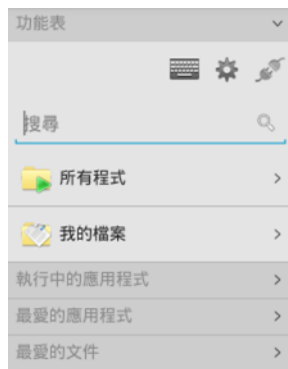 功能表
搜尋
所有程式
我的檔案
執行中的應用程式
最愛的應用程式
最愛的文件